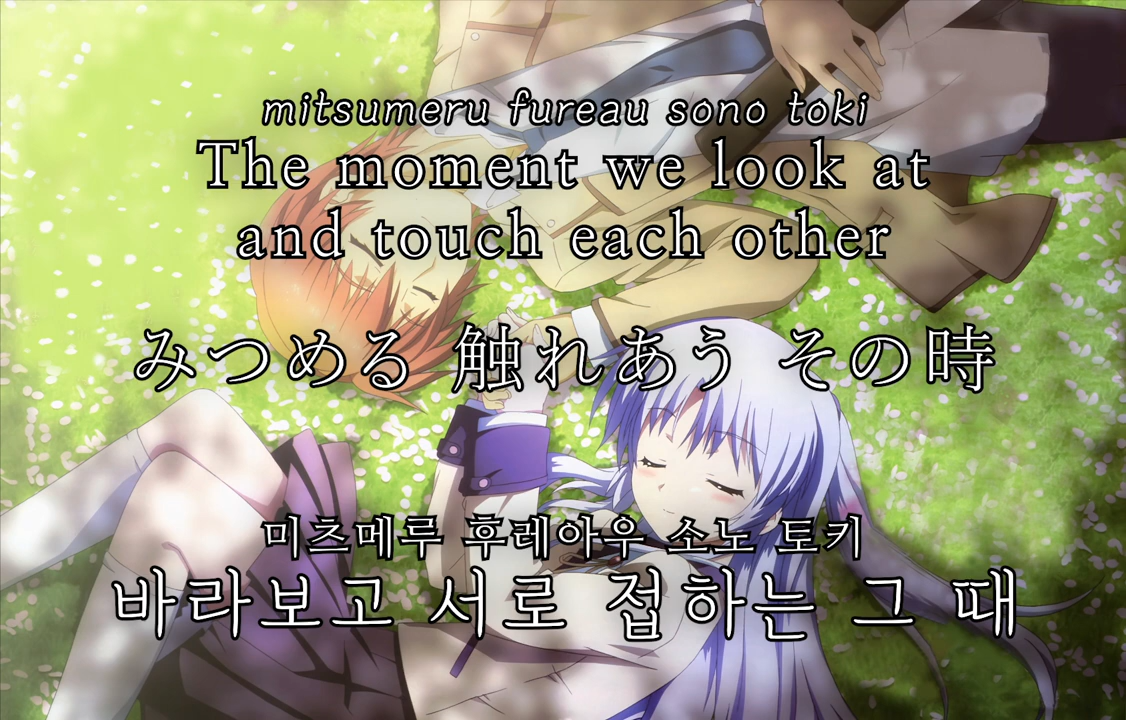 mitsumeru fureau sono toki
The moment we look at
and touch each other
みつめる 触れあう その時
미츠메루 후레아우 소노 토키
바라보고 서로 접하는 그 때